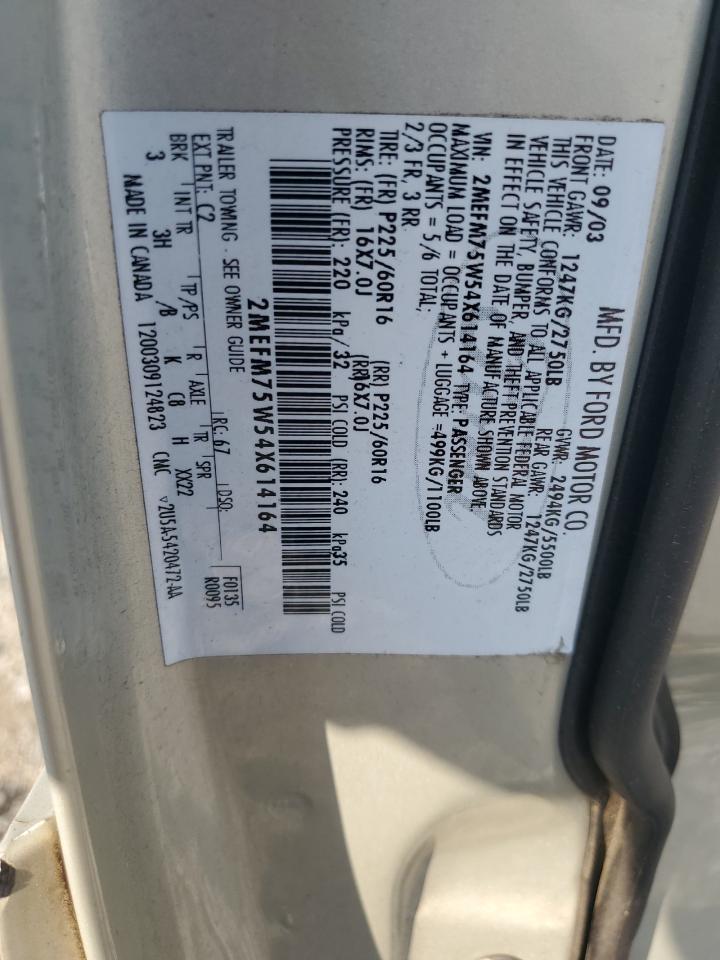 MFD. BY FORD MOTOR CO.
DATE: 09/03 GVWR: 2494KG/5500LB
FRONT GAWR: 1247KG/2750LB REAR GAWR: 1247KG/2750LB
THIS VEHICLE CONFORMS TO ALL APPLICABLE FEDERAL MOTOR
VEHICLE SAFETY, BUMPER, AND THEFT PREVENTION STANDARDS
IN EFFECT ON THE DATE OF MANUFACTURE SHOWN ABOVE.
VIN: 2MEFM75W54X614164 TYPE: PASSENGER
MAXIMUM LOAD = OCCUPANTS + LUGGAGE =499KG/1100LB
OCCUPANTS = 5/6 TOTAL;
2/3 FR, 3 RR
TIRE: (FR) P225/60R16 (RR) P225/60R16
RIMS: (FR) 16X7.0J (RR)16X7.0J
PRESSURE (FR): 220 kPa/ 32 PSI COLD (RR): 240 kPa35 PSI COLD
2MEFM75W54X614164
TRAILER TOWING - SEE OWNER GUIDE
F0135
R0095
EXT PNT: C2 RC: 67 DSO:
BRK INT TR TP/PS R AXLE TR SPR
3 3H /B K C8 H XX22
MADE IN CANADA 1200309124823 CMC 2U5A-5420472-AA